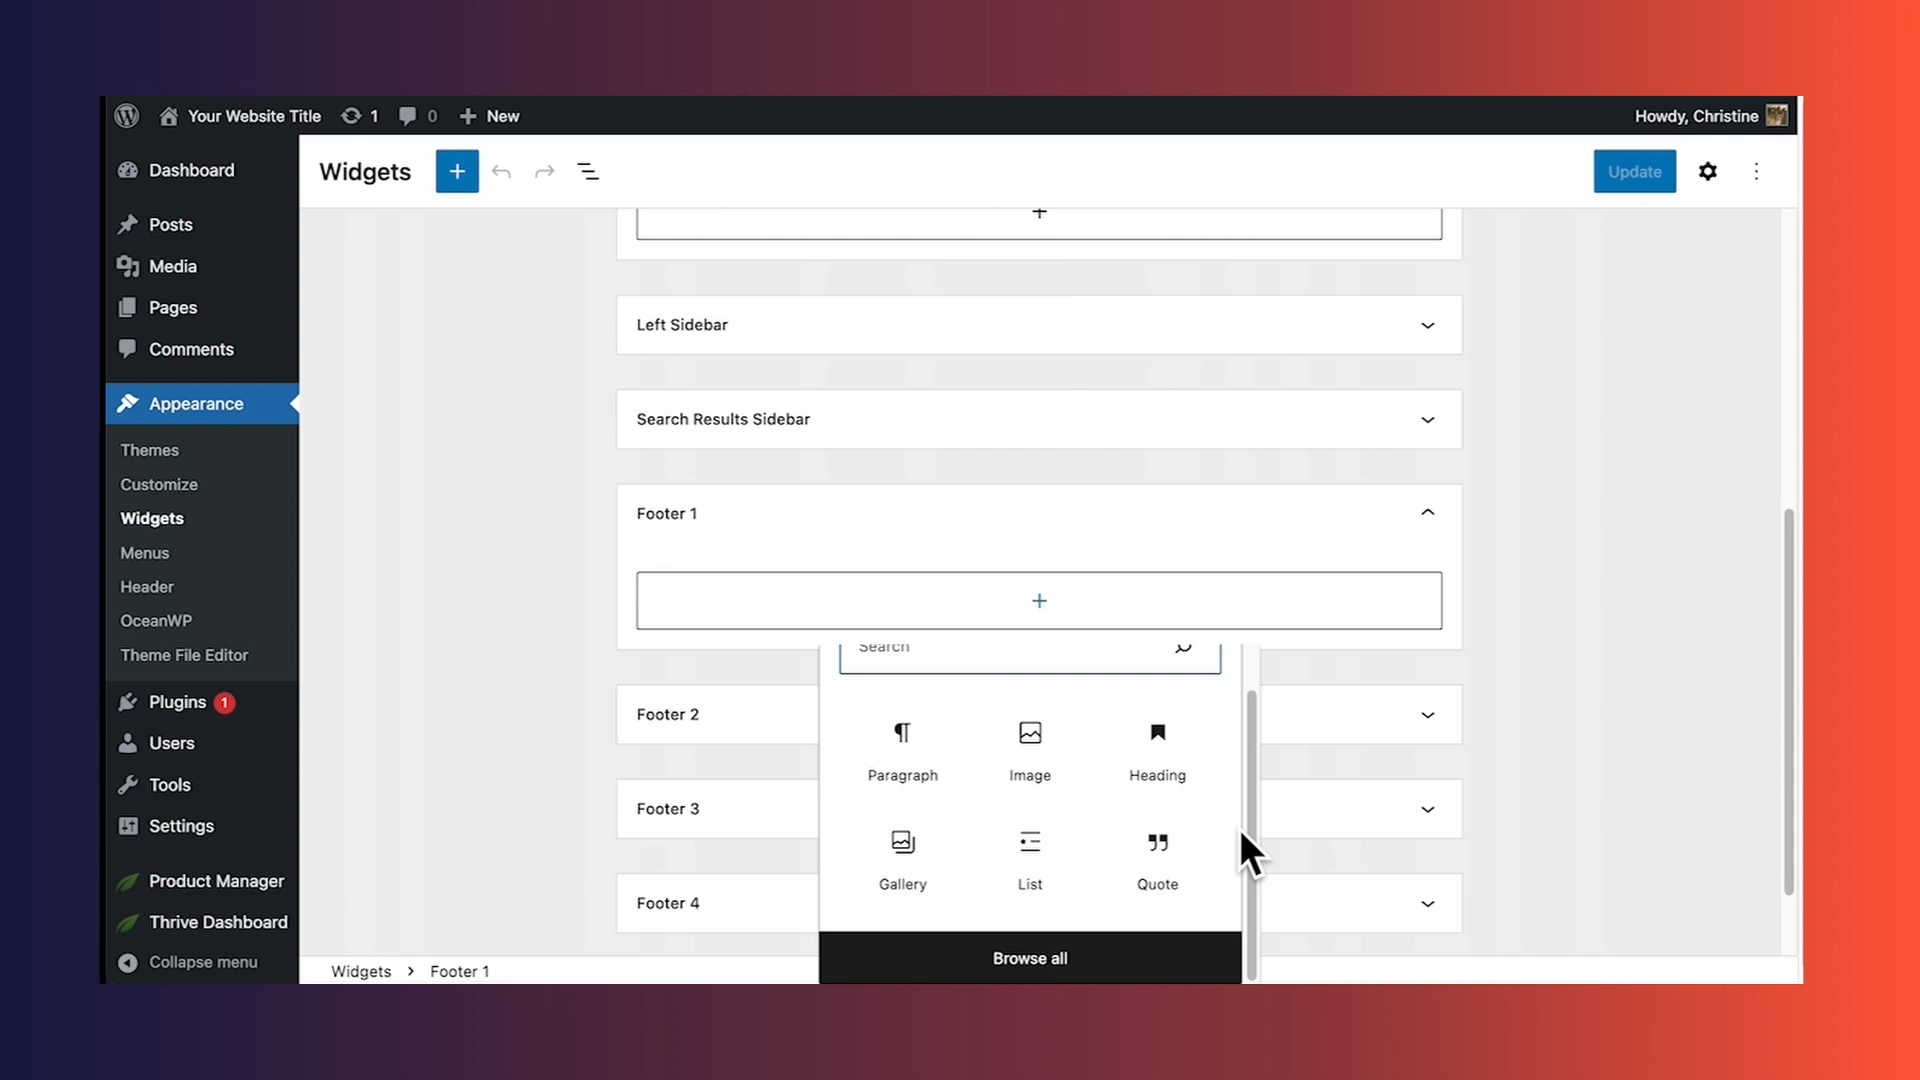 Your Website Title 1 0 New Howdy, Christine
Dashboard
Posts
Media
Pages
Comments
Appearance
Themes
Customize
Widgets
Menus
Header
OceanWP
Theme File Editor
Plugins 1
Users
Tools
Settings
Product Manager
Thrive Dashboard
Collapse menu
Widgets Update
Left Sidebar
Search Results Sidebar
Footer 1
Footer 2
Footer 3
Footer 4
Search
Paragraph Image Heading
Gallery List Quote
Browse all
Widgets > Footer 1